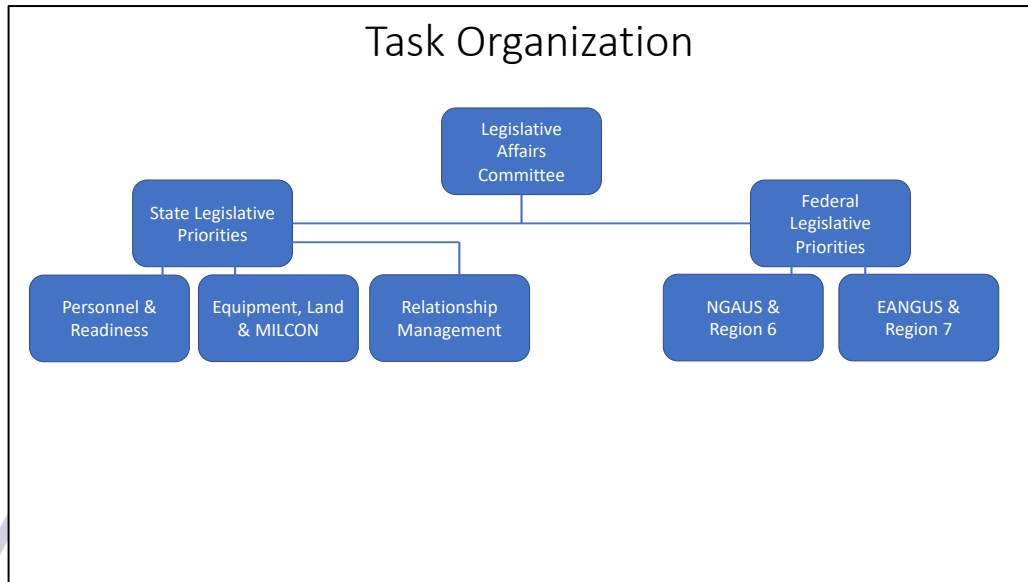 Task Organization
Legislative
Affairs
Committee
State Legislative
Priorities
Federal
Legislative
Priorities
Personnel &
Readiness
Equipment, Land
& MILCON
Relationship
Management
NGAUS &
Region 6
EANGUS &
Region 7